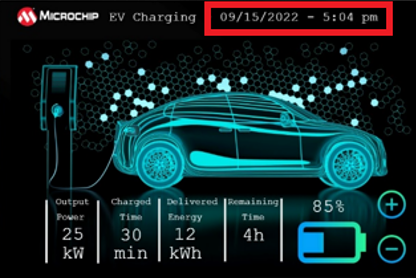 MICROCHIP EV Charging 09/15/2022 - 5:04 pm
Output Power
25 kW
Charged Time
30 min
Delivered Energy
12 kWh
Remaining Time
4h
85%
+
−